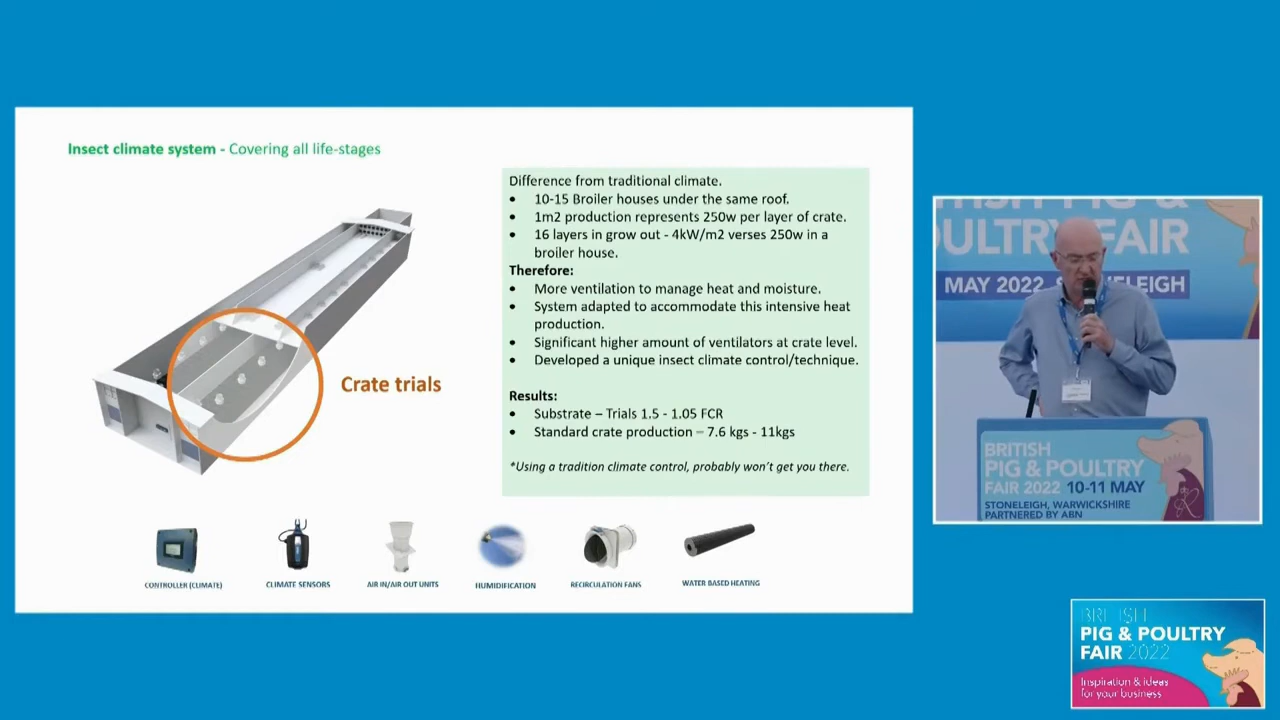 Insect climate system - Covering all life-stages
Difference from traditional climate.
• 10-15 Broiler houses under the same roof.
• 1m2 production represents 250w per layer of crate.
• 16 layers in grow out - 4kW/m2 verses 250w in a
broiler house.
Therefore:
• More ventilation to manage heat and moisture.
• System adapted to accommodate this intensive heat
production.
• Significant higher amount of ventilators at crate level.
• Developed a unique insect climate control/technique.
Results:
• Substrate – Trials 1.5 - 1.05 FCR
• Standard crate production – 7.6 kgs - 11kgs
*Using a tradition climate control, probably won't get you there.
Crate trials
CONTROLLER (CLIMATE)
CLIMATE SENSORS
AIR IN/AIR OUT UNITS
HUMIDIFICATION
RECIRCULATION FANS
WATER BASED HEATING
PIG &
OULTRY FAIR
MAY 2022
BRITISH
PIG & POULTRY
FAIR 2022 10-11 MAY
STONELEIGH, WARWICKSHIRE
PARTNERED BY ABN
BRITISH
PIG & POULTRY
FAIR 2022
Inspiration & ideas
for your business